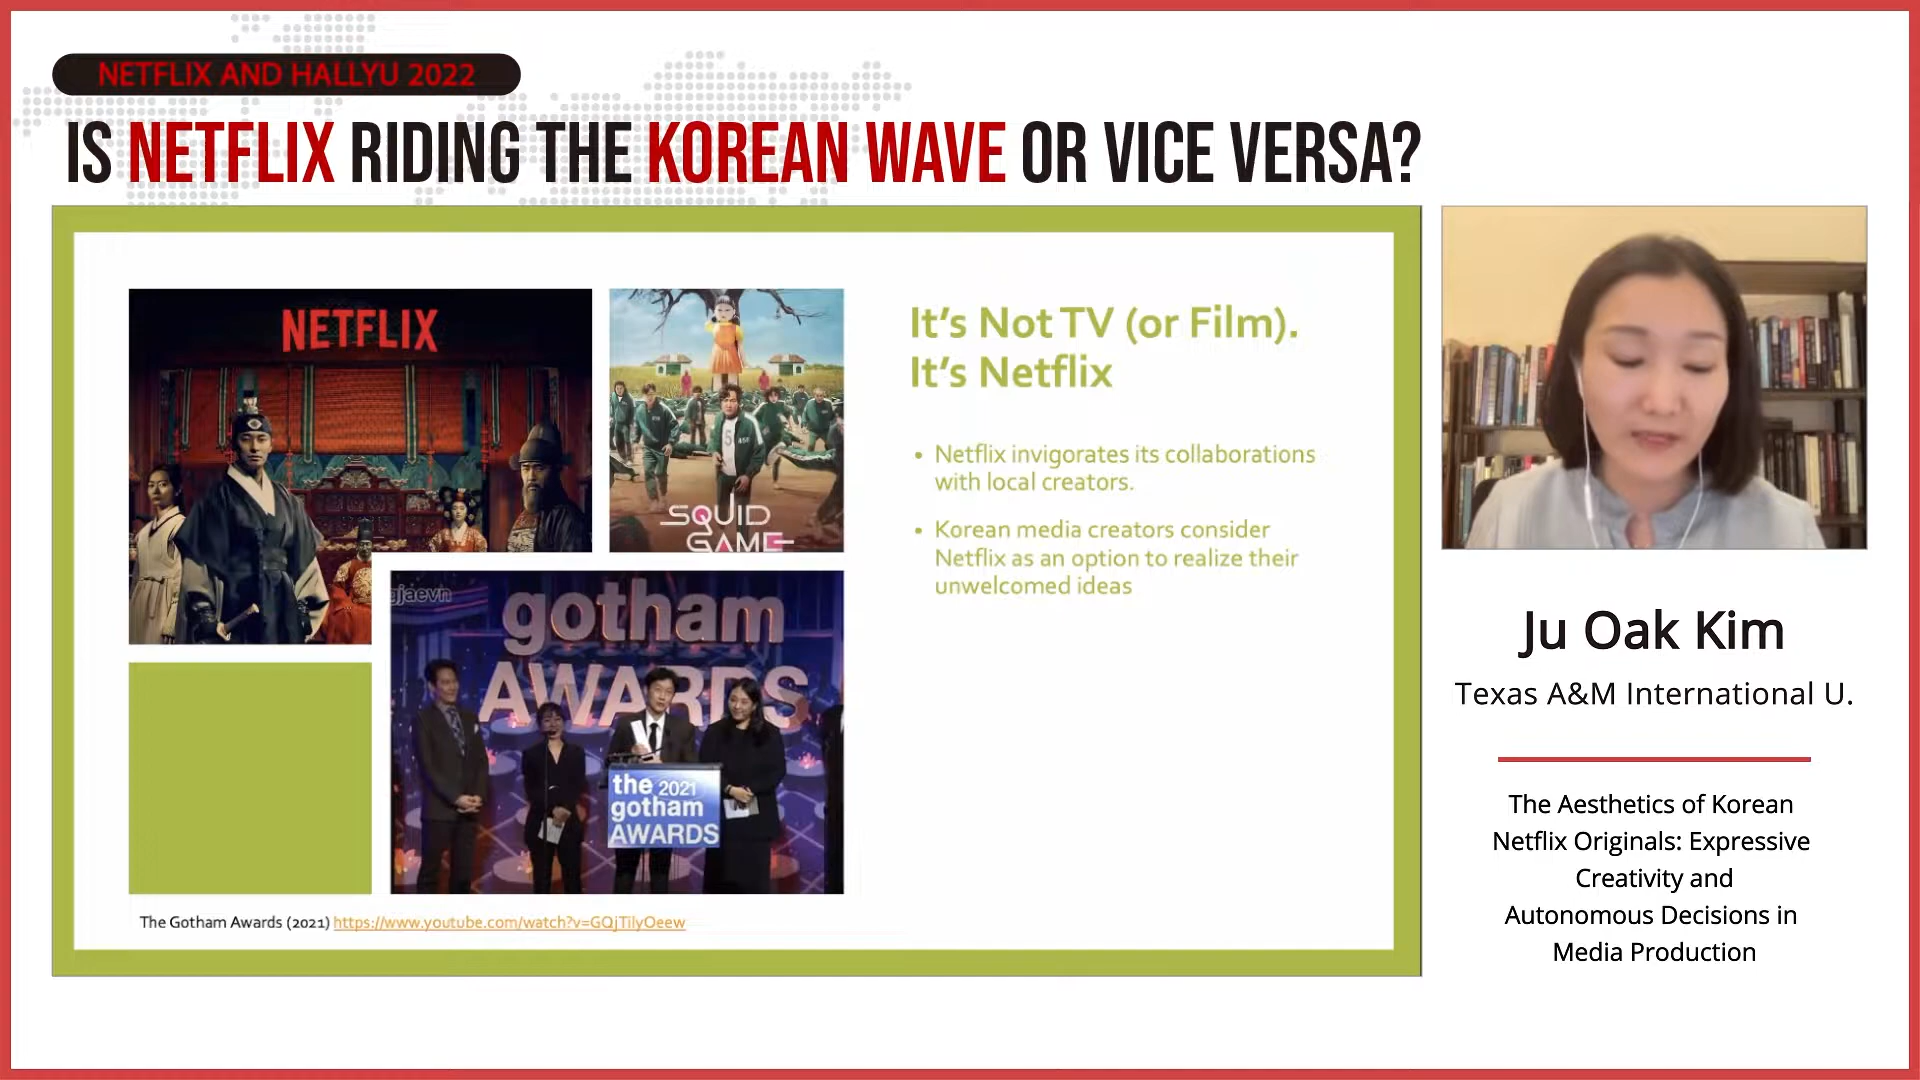 NETFLIX AND HALLYU 2022
IS NETFLIX RIDING THE KOREAN WAVE OR VICE VERSA?
NETFLIX
SQUID
GAME
It's Not TV (or Film).
It's Netflix
• Netflix invigorates its collaborations
with local creators.
• Korean media creators consider
Netflix as an option to realize their
unwelcomed ideas
gjaevn
gotham
AWARDS
the 2021
gotham
AWARDS
The Gotham Awards (2021) https://www.youtube.com/watch?v=GQjTilyOeew
Ju Oak Kim
Texas A&M International U.
The Aesthetics of Korean
Netflix Originals: Expressive
Creativity and
Autonomous Decisions in
Media Production